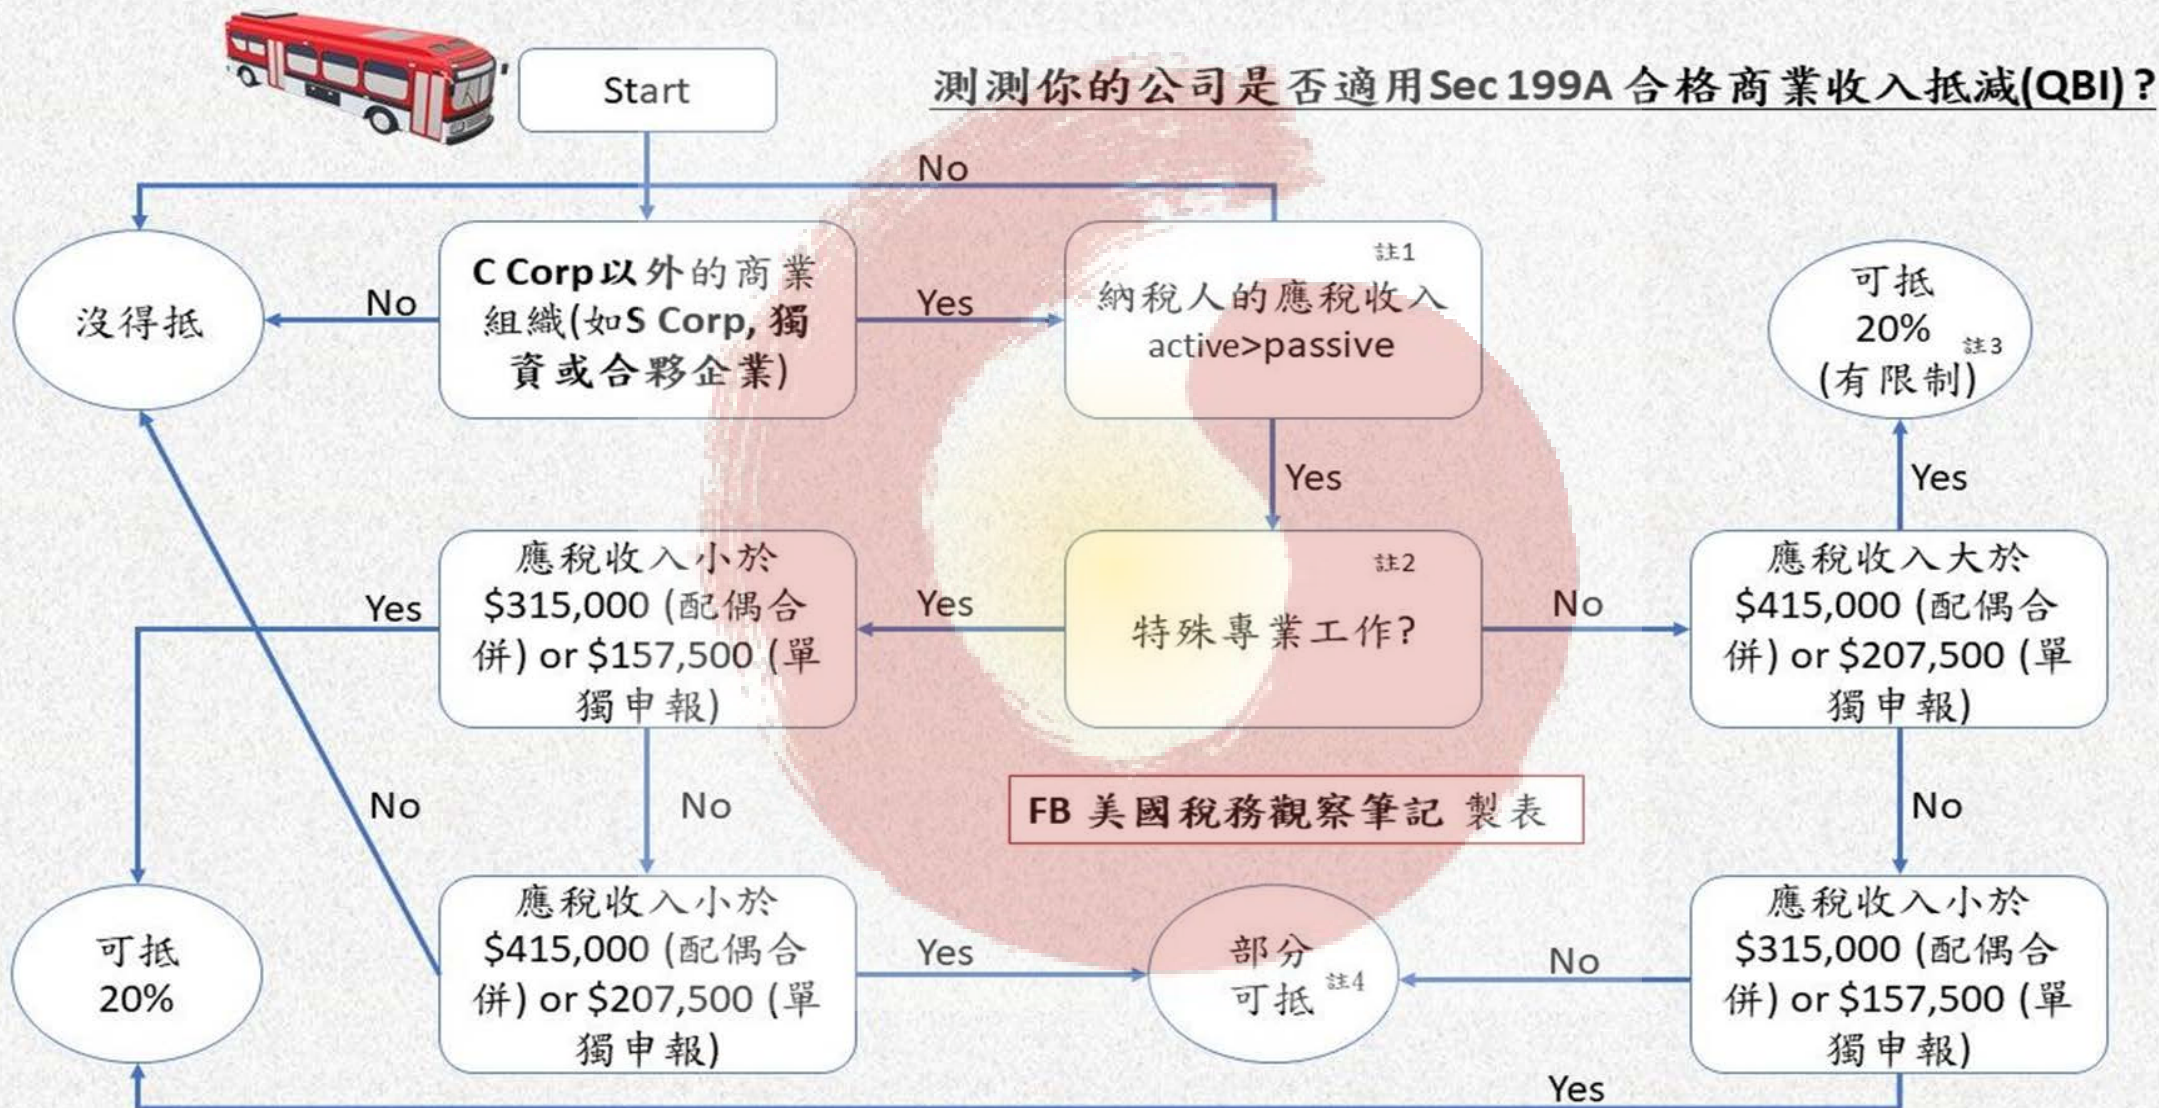 Start
測測你的公司是否適用Sec 199A 合格商業收入抵減(QBI)?
No
沒得抵
No
C Corp以外的商業
組織(如S Corp, 獨
資或合夥企業)
Yes
註1
納稅人的應稅收入
active>passive
可抵
20%
註3
(有限制)
Yes
Yes
應稅收入小於
$315,000 (配偶合
併) or $157,500 (單
獨申報)
Yes
Yes
註2
特殊專業工作?
No
應稅收入大於
$415,000 (配偶合
併) or $207,500 (單
獨申報)
No
No
FB 美國稅務觀察筆記 製表
No
可抵
20%
應稅收入小於
$415,000 (配偶合
併) or $207,500 (單
獨申報)
Yes
部分
可抵 註4
No
應稅收入小於
$315,000 (配偶合
併) or $157,500 (單
獨申報)
Yes